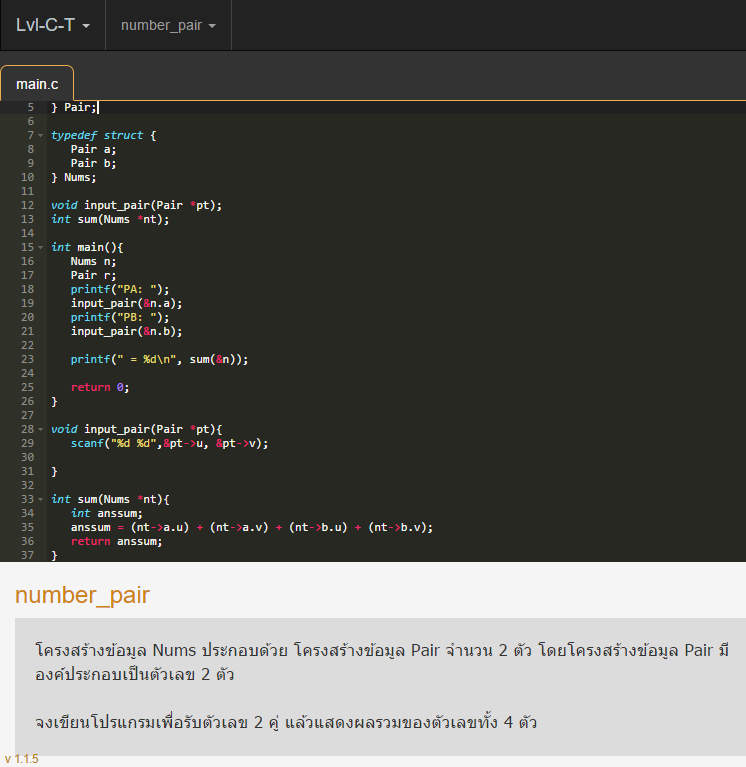 Lvl-C-T number_pair
main.c
5 } Pair;
6
7 typedef struct {
8 Pair a;
9 Pair b;
10 } Nums;
11
12 void input_pair(Pair *pt);
13 int sum(Nums *nt);
14
15 int main(){
16 Nums n;
17 Pair r;
18 printf("PA: ");
19 input_pair(&n.a);
20 printf("PB: ");
21 input_pair(&n.b);
22
23 printf(" = %d\n", sum(&n));
24
25 return 0;
26 }
27
28 void input_pair(Pair *pt){
29 scanf("%d %d",&pt->u, &pt->v);
30
31 }
32
33 int sum(Nums *nt){
34 int anssum;
35 anssum = (nt->a.u) + (nt->a.v) + (nt->b.u) + (nt->b.v);
36 return anssum;
37 }
number_pair
โครงสร้างข้อมูล Nums ประกอบด้วย โครงสร้างข้อมูล Pair จำนวน 2 ตัว โดยโครงสร้างข้อมูล Pair มี
องค์ประกอบเป็นตัวเลข 2 ตัว
จงเขียนโปรแกรมเพื่อรับตัวเลข 2 คู่ แล้วแสดงผลรวมของตัวเลขทั้ง 4 ตัว
v 1.1.5